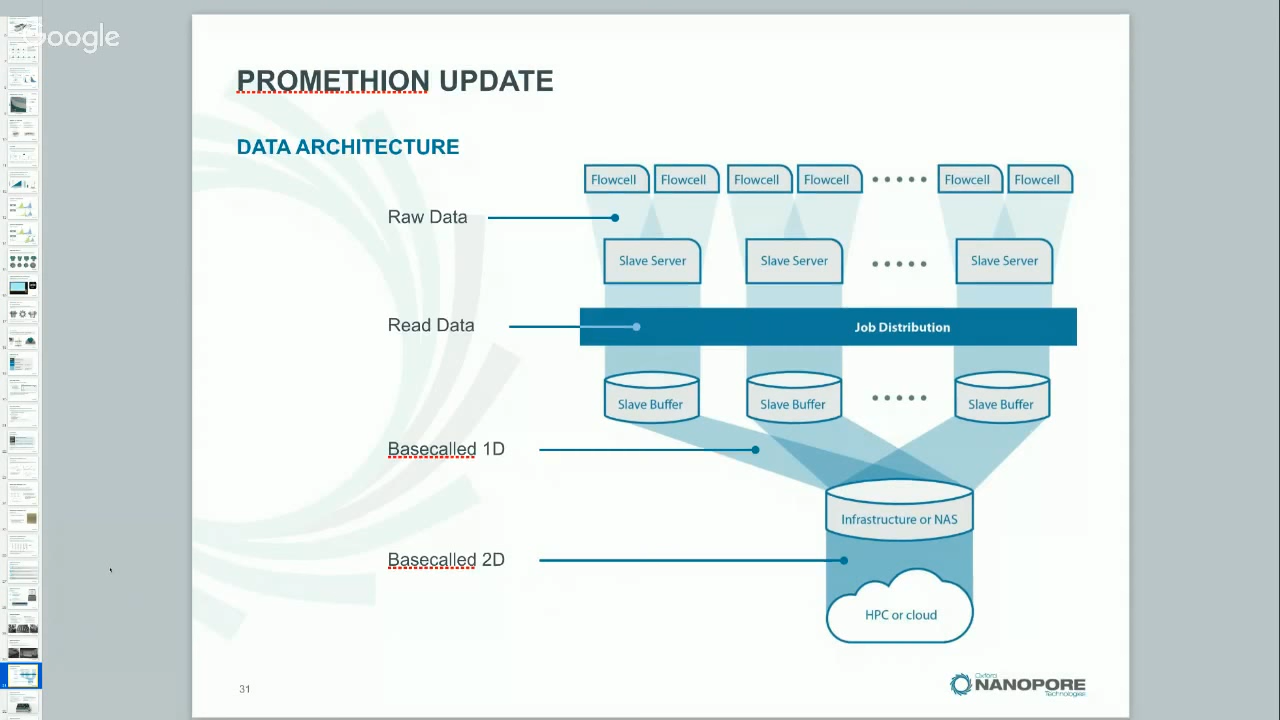 Google
PROMETHION UPDATE
DATA ARCHITECTURE
Flowcell Flowcell Flowcell Flowcell Flowcell Flowcell
Raw Data
Slave Server Slave Server Slave Server
Read Data
Job Distribution
Slave Buffer Slave Buffer Slave Buffer
Basecalled 1D
Infrastructure or NAS
Basecalled 2D
HPC or cloud
31
Oxford
NANOPORE
Technologies